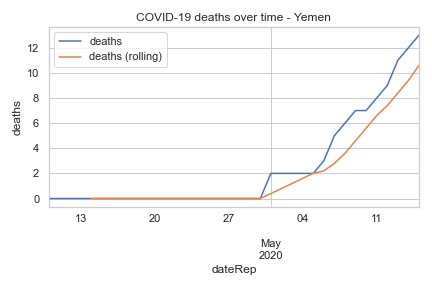 COVID-19 deaths over time - Yemen
deaths
deaths (rolling)
deaths
12
10
8
6
4
2
0
13 20 27 04 11
May
2020
dateRep